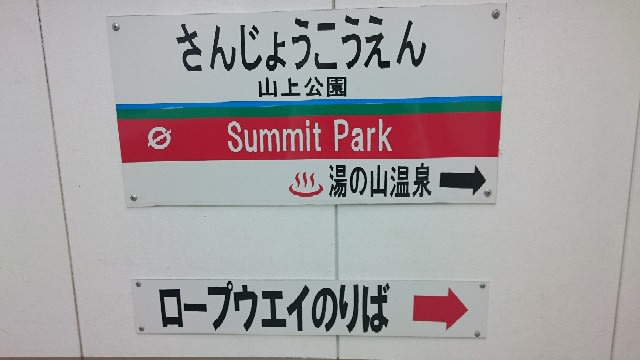 さんじょうこうえん
山上公園
Summit Park
湯の山温泉
ロープウエイのりば